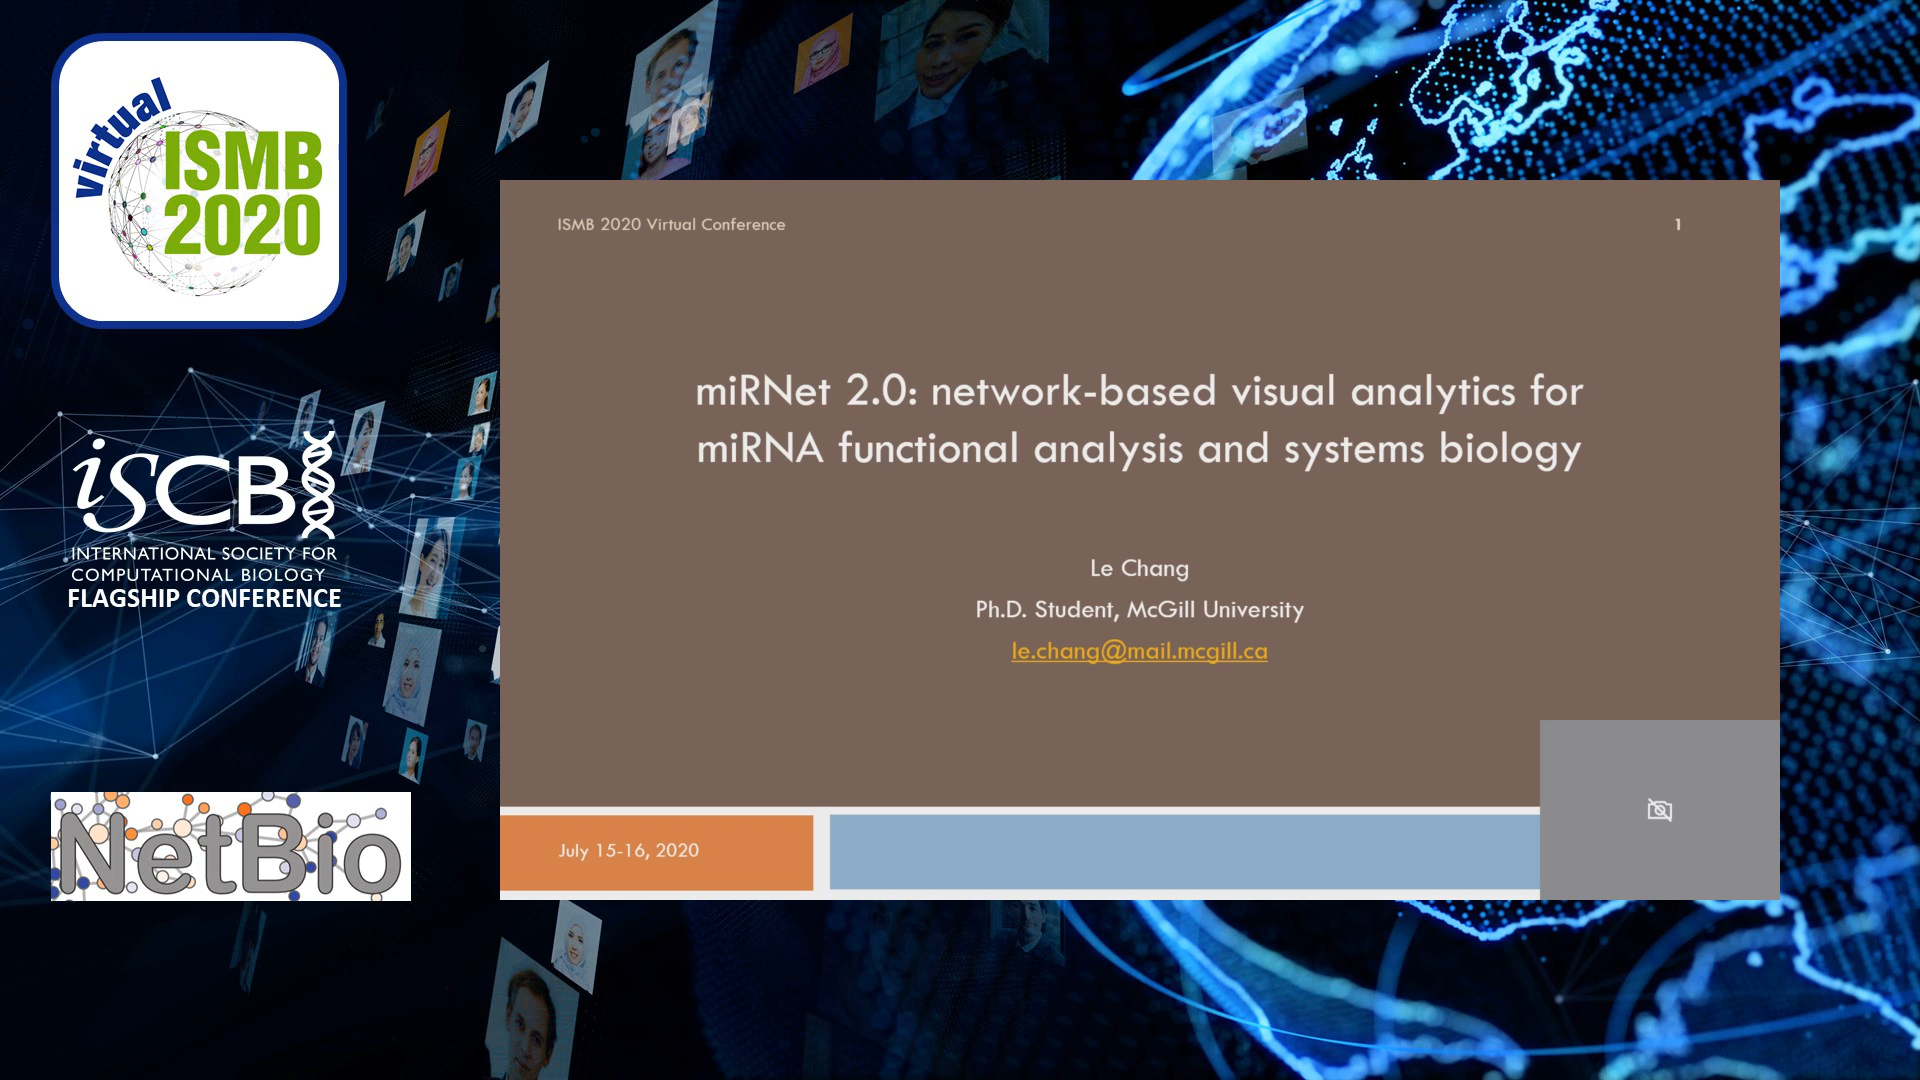 virtual
ISMB
2020
iSCB
INTERNATIONAL SOCIETY FOR
COMPUTATIONAL BIOLOGY
FLAGSHIP CONFERENCE
NetBio
ISMB 2020 Virtual Conference
1
miRNet 2.0: network-based visual analytics for
miRNA functional analysis and systems biology
Le Chang
Ph.D. Student, McGill University
le.chang@mail.mcgill.ca
July 15-16, 2020